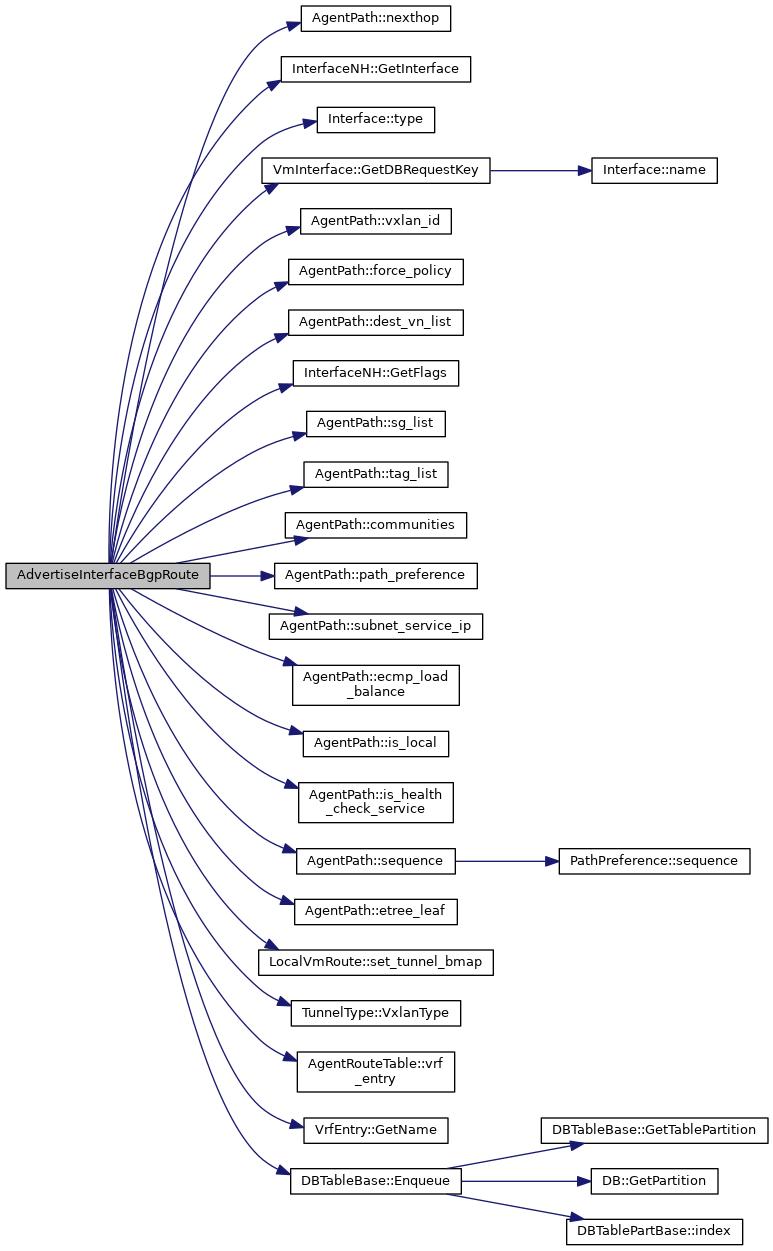 AgentPath::nexthop
InterfaceNH::GetInterface
Interface::type
VmInterface::GetDBRequestKey
Interface::name
AgentPath::vxlan_id
AgentPath::force_policy
AgentPath::dest_vn_list
InterfaceNH::GetFlags
AgentPath::sg_list
AgentPath::tag_list
AgentPath::communities
AdvertiseInterfaceBgpRoute
AgentPath::path_preference
AgentPath::subnet_service_ip
AgentPath::ecmp_load
_balance
AgentPath::is_local
AgentPath::is_health
_check_service
AgentPath::sequence
PathPreference::sequence
AgentPath::etree_leaf
LocalVmRoute::set_tunnel_bmap
TunnelType::VxlanType
AgentRouteTable::vrf
_entry
VrfEntry::GetName
DBTableBase::GetTablePartition
DBTableBase::Enqueue
DB::GetPartition
DBTablePartBase::index